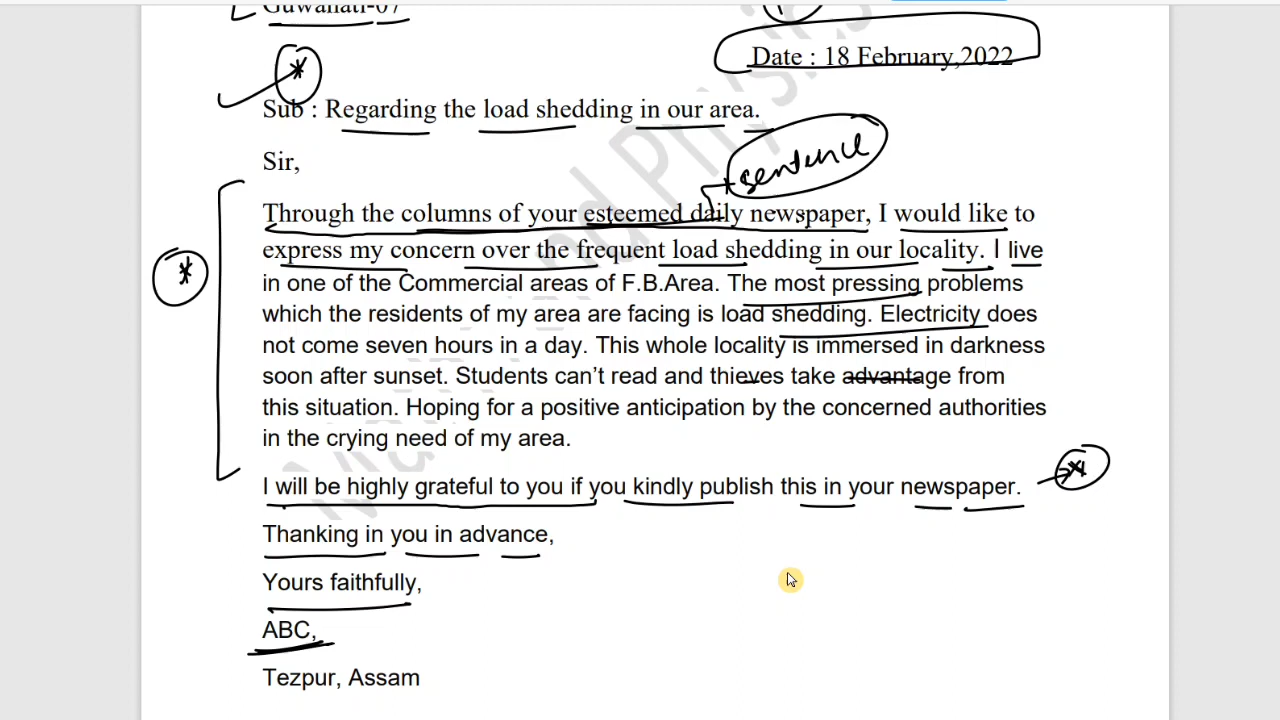 Guwahati-07
Date : 18 February,2022
Sub : Regarding the load shedding in our area.
Sir,
sentence
Through the columns of your esteemed daily newspaper, I would like to
express my concern over the frequent load shedding in our locality. I live
in one of the Commercial areas of F.B.Area. The most pressing problems
which the residents of my area are facing is load shedding. Electricity does
not come seven hours in a day. This whole locality is immersed in darkness
soon after sunset. Students can't read and thieves take advantage from
this situation. Hoping for a positive anticipation by the concerned authorities
in the crying need of my area.
I will be highly grateful to you if you kindly publish this in your newspaper.
Thanking in you in advance,
Yours faithfully,
ABC,
Tezpur, Assam